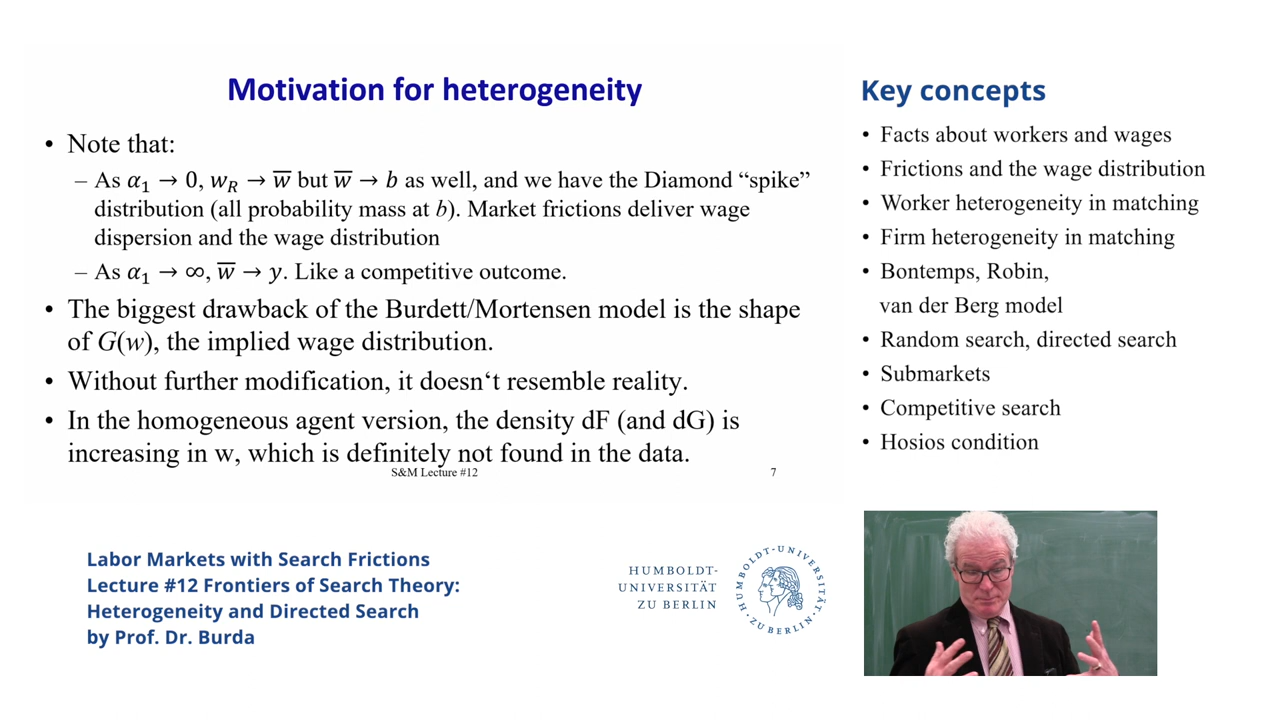 Motivation for heterogeneity
• Note that:
– As α₁ → 0, w_R → w̅ but w̅ → b as well, and we have the Diamond “spike”
distribution (all probability mass at b). Market frictions deliver wage
dispersion and the wage distribution
– As α₁ → ∞, w̅ → y. Like a competitive outcome.
• The biggest drawback of the Burdett/Mortensen model is the shape
of G(w), the implied wage distribution.
• Without further modification, it doesn‘t resemble reality.
• In the homogeneous agent version, the density dF (and dG) is
increasing in w, which is definitely not found in the data.
S&M Lecture #12
7
Key concepts
• Facts about workers and wages
• Frictions and the wage distribution
• Worker heterogeneity in matching
• Firm heterogeneity in matching
• Bontemps, Robin,
van der Berg model
• Random search, directed search
• Submarkets
• Competitive search
• Hosios condition
Labor Markets with Search Frictions
Lecture #12 Frontiers of Search Theory:
Heterogeneity and Directed Search
by Prof. Dr. Burda
HUMBOLDT-
UNIVERSITÄT
ZU BERLIN
HUMBOLDT-UNIVERSITÄT
ZU BERLIN